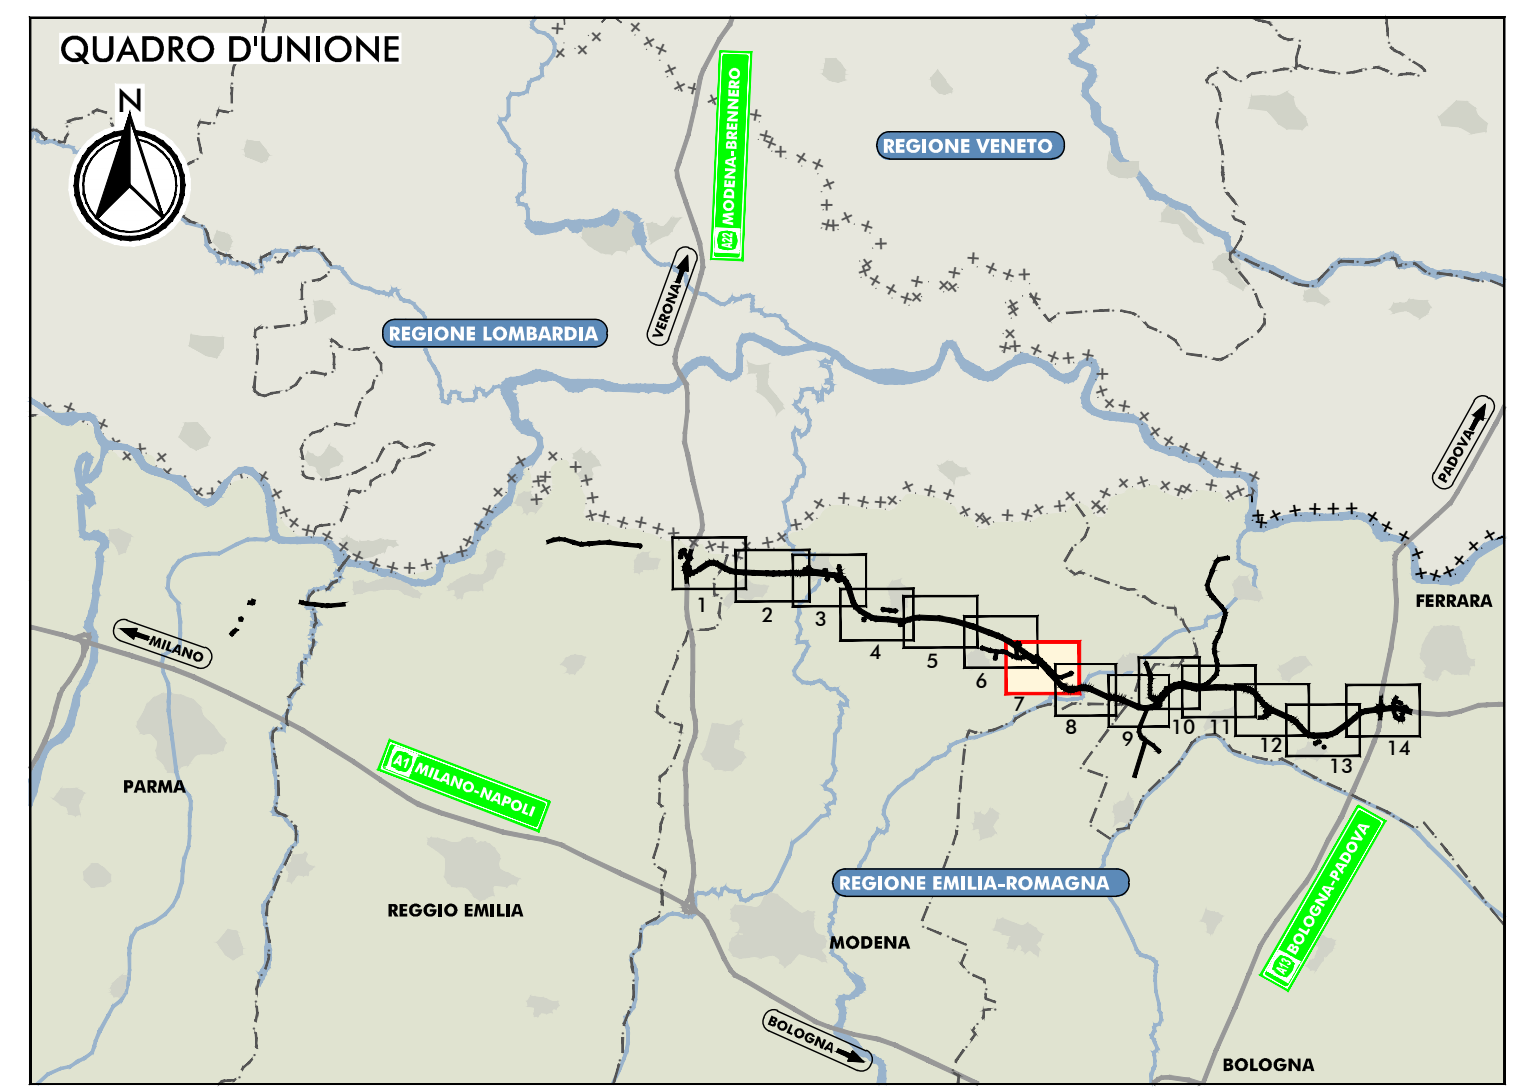 QUADRO D'UNIONE
N
A22 MODENA-BRENNERO
REGIONE VENETO
VERONA
REGIONE LOMBARDIA
PADOVA
FERRARA
MILANO
1
2
3
4
5
6
7
8
9
10
11
12
13
14
PARMA
A1 MILANO-NAPOLI
REGIONE EMILIA-ROMAGNA
A13 BOLOGNA-PADOVA
REGGIO EMILIA
MODENA
BOLOGNA
BOLOGNA